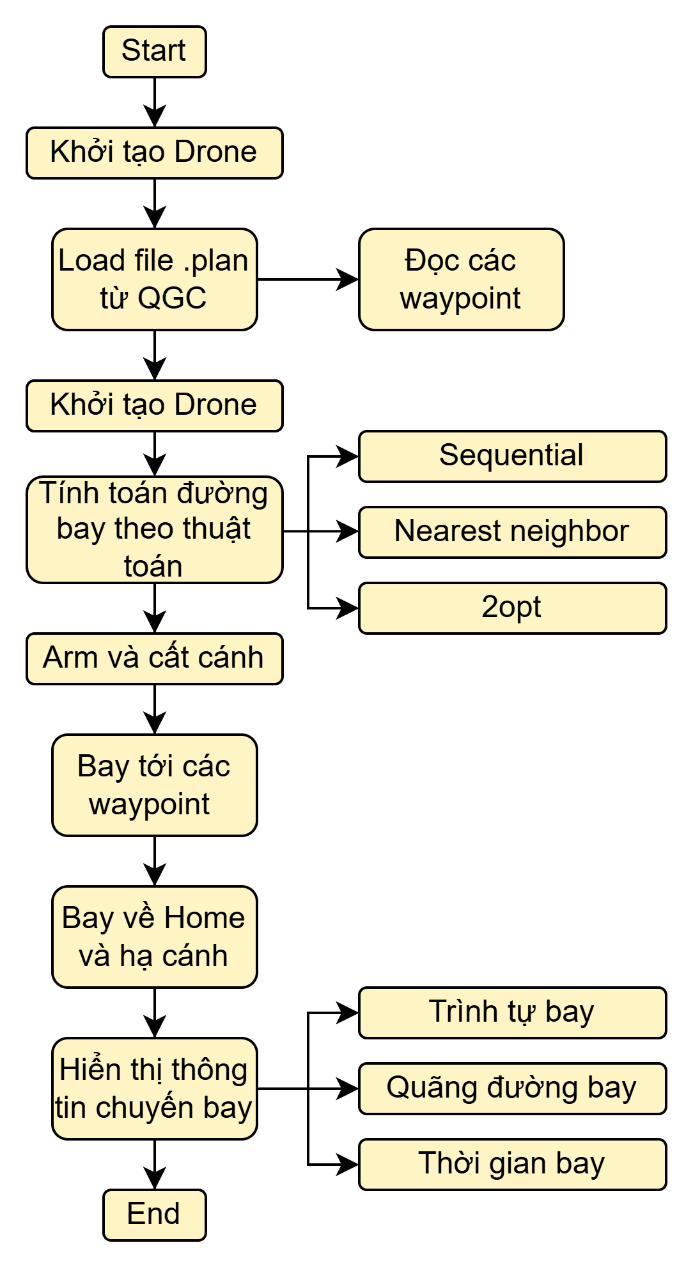 Start
Khởi tạo Drone
Load file .plan
từ QGC
Đọc các
waypoint
Khởi tạo Drone
Tính toán đường
bay theo thuật
toán
Sequential
Nearest neighbor
2opt
Arm và cất cánh
Bay tới các
waypoint
Bay về Home
và hạ cánh
Hiển thị thông
tin chuyến bay
Trình tự bay
Quãng đường bay
Thời gian bay
End